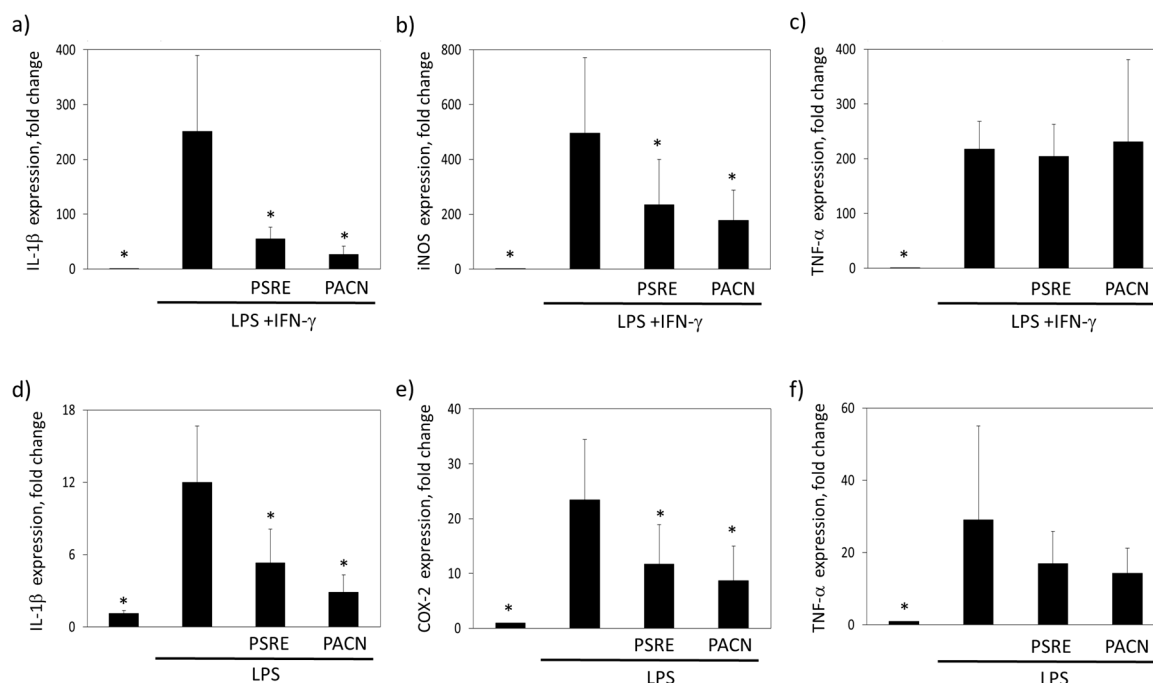 a)
IL-1β expression, fold change
400
300
200
100
0
*
*
*
PSRE PACN
LPS +IFN-γ
b)
iNOS expression, fold change
800
600
400
200
0
*
*
*
PSRE PACN
LPS +IFN-γ
c)
TNF-α expression, fold change
400
300
200
100
0
*
PSRE PACN
LPS +IFN-γ
d)
IL-1β expression, fold change
18
12
6
0
*
*
*
PSRE PACN
LPS
e)
COX-2 expression, fold change
40
30
20
10
0
*
*
*
PSRE PACN
LPS
f)
TNF-α expression, fold change
60
40
20
0
*
PSRE PACN
LPS